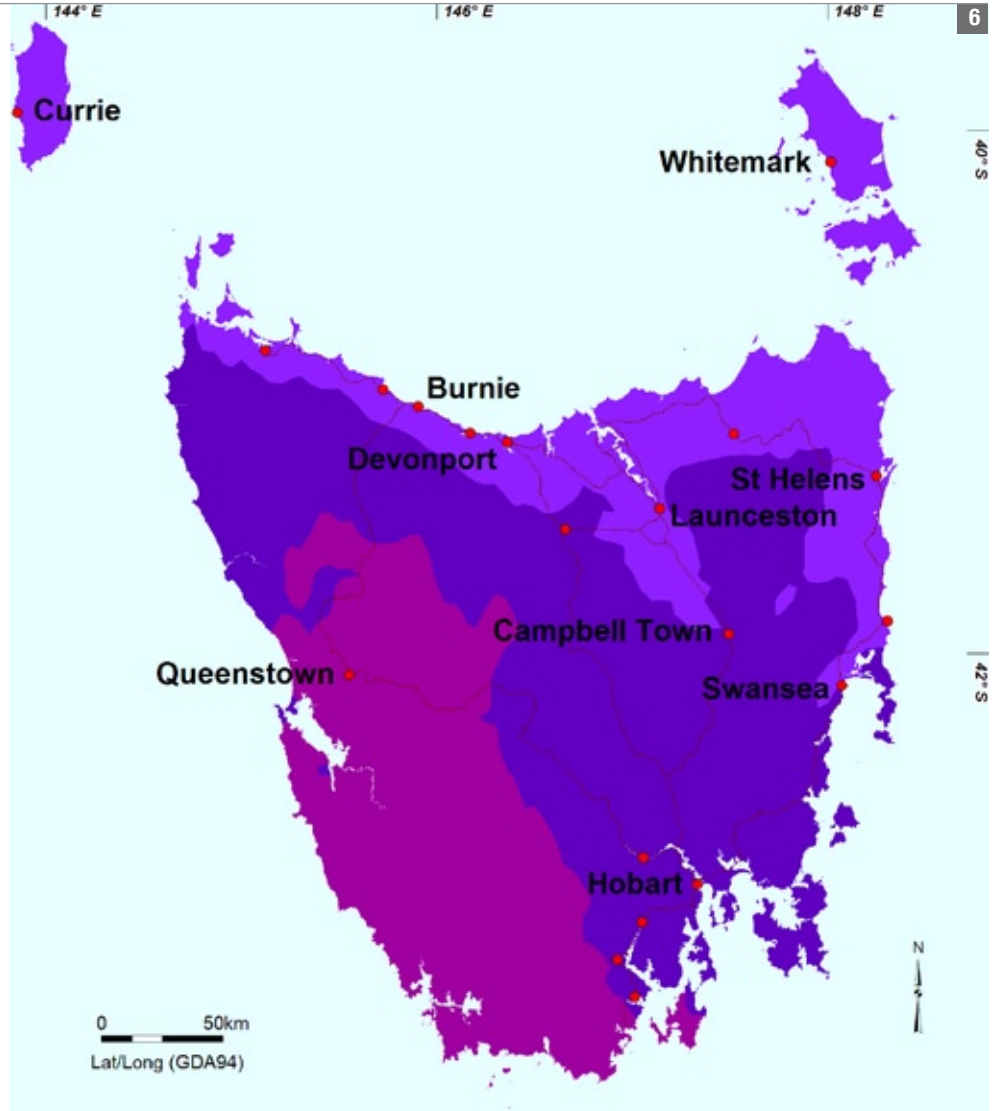 144° E
146° E
148° E
6
Currie
40° S
Whitemark
Burnie
Devonport
St Helens
Launceston
Campbell Town
42° S
Queenstown
Swansea
Hobart
N
0 50km
Lat/Long (GDA94)